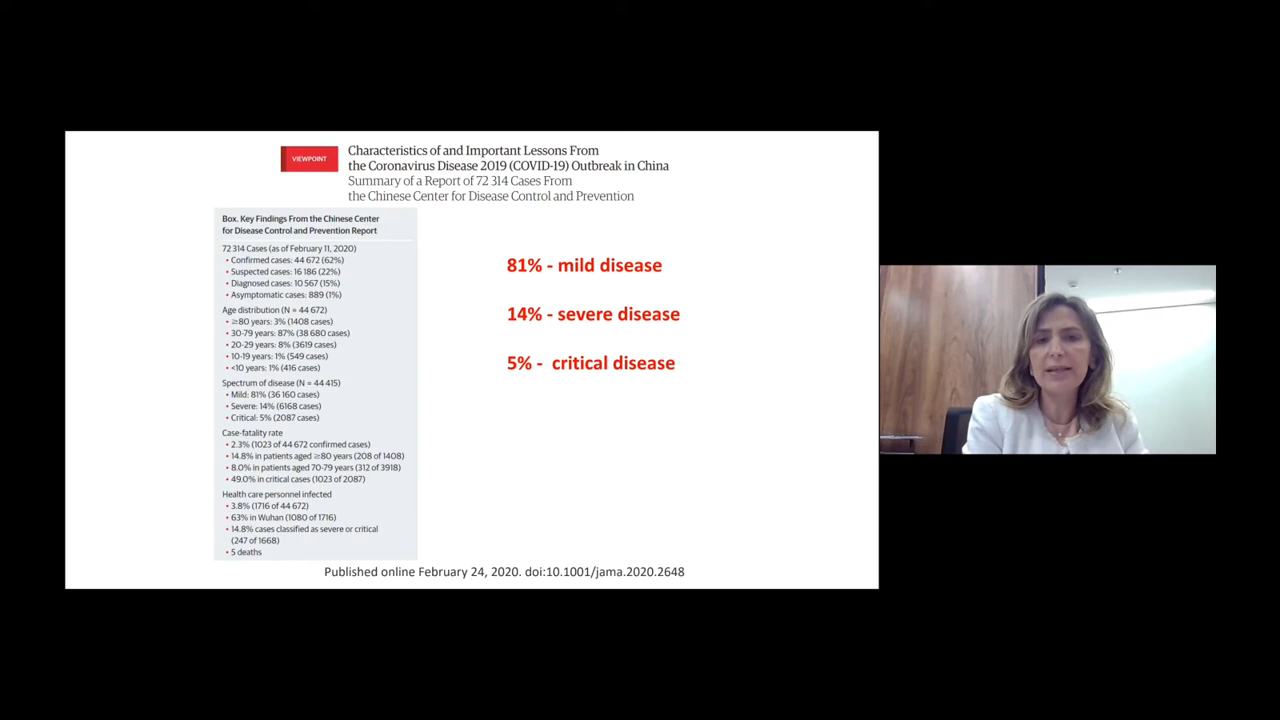 VIEWPOINT
Characteristics of and Important Lessons From
the Coronavirus Disease 2019 (COVID-19) Outbreak in China
Summary of a Report of 72 314 Cases From
the Chinese Center for Disease Control and Prevention
Box. Key Findings From the Chinese Center
for Disease Control and Prevention Report
72 314 Cases (as of February 11, 2020)
• Confirmed cases: 44 672 (62%)
• Suspected cases: 16 186 (22%)
• Diagnosed cases: 10 567 (15%)
• Asymptomatic cases: 889 (1%)
Age distribution (N = 44 672)
• ≥80 years: 3% (1408 cases)
• 30-79 years: 87% (38 680 cases)
• 20-29 years: 8% (3619 cases)
• 10-19 years: 1% (549 cases)
• <10 years: 1% (416 cases)
Spectrum of disease (N = 44 415)
• Mild: 81% (36 160 cases)
• Severe: 14% (6168 cases)
• Critical: 5% (2087 cases)
Case-fatality rate
• 2.3% (1023 of 44 672 confirmed cases)
• 14.8% in patients aged ≥80 years (208 of 1408)
• 8.0% in patients aged 70-79 years (312 of 3918)
• 49.0% in critical cases (1023 of 2087)
Health care personnel infected
• 3.8% (1716 of 44 672)
• 63% in Wuhan (1080 of 1716)
• 14.8% cases classified as severe or critical
(247 of 1668)
• 5 deaths
81% - mild disease
14% - severe disease
5% - critical disease
Published online February 24, 2020. doi:10.1001/jama.2020.2648